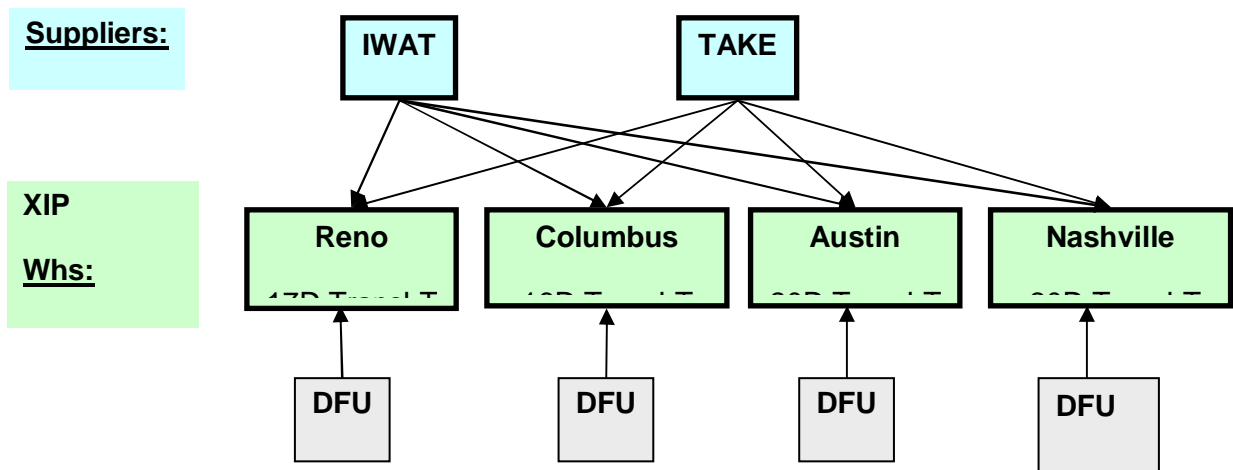 Suppliers:
IWAT
TAKE
XIP
Whs:
Reno
Columbus
Austin
Nashville
DFU
DFU
DFU
DFU